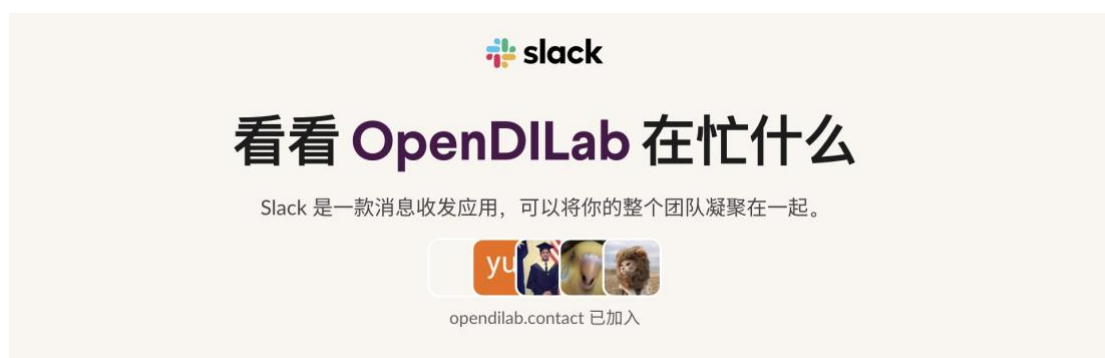 slack
看看 OpenDILab 在忙什么
Slack 是一款消息收发应用，可以将你的整个团队凝聚在一起。
yu
opendilab.contact 已加入